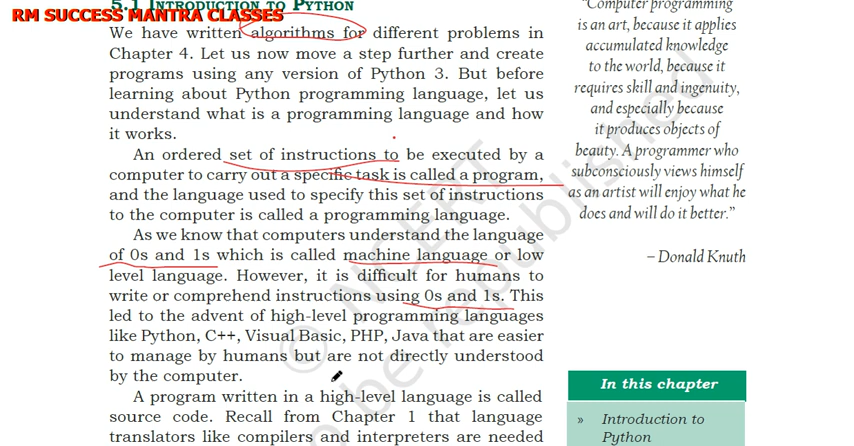 5.1 INTRODUCTION TO PYTHON
RM SUCCESS MANTRA CLASSES
We have written algorithms for different problems in
Chapter 4. Let us now move a step further and create
programs using any version of Python 3. But before
learning about Python programming language, let us
understand what is a programming language and how
it works.
An ordered set of instructions to be executed by a
computer to carry out a specific task is called a program,
and the language used to specify this set of instructions
to the computer is called a programming language.
As we know that computers understand the language
of 0s and 1s which is called machine language or low
level language. However, it is difficult for humans to
write or comprehend instructions using 0s and 1s. This
led to the advent of high-level programming languages
like Python, C++, Visual Basic, PHP, Java that are easier
to manage by humans but are not directly understood
by the computer.
A program written in a high-level language is called
source code. Recall from Chapter 1 that language
translators like compilers and interpreters are needed
“Computer programming
is an art, because it applies
accumulated knowledge
to the world, because it
requires skill and ingenuity,
and especially because
it produces objects of
beauty. A programmer who
subconsciously views himself
as an artist will enjoy what he
does and will do it better.”
– Donald Knuth
In this chapter
» Introduction to
Python
© NCERT
be republished